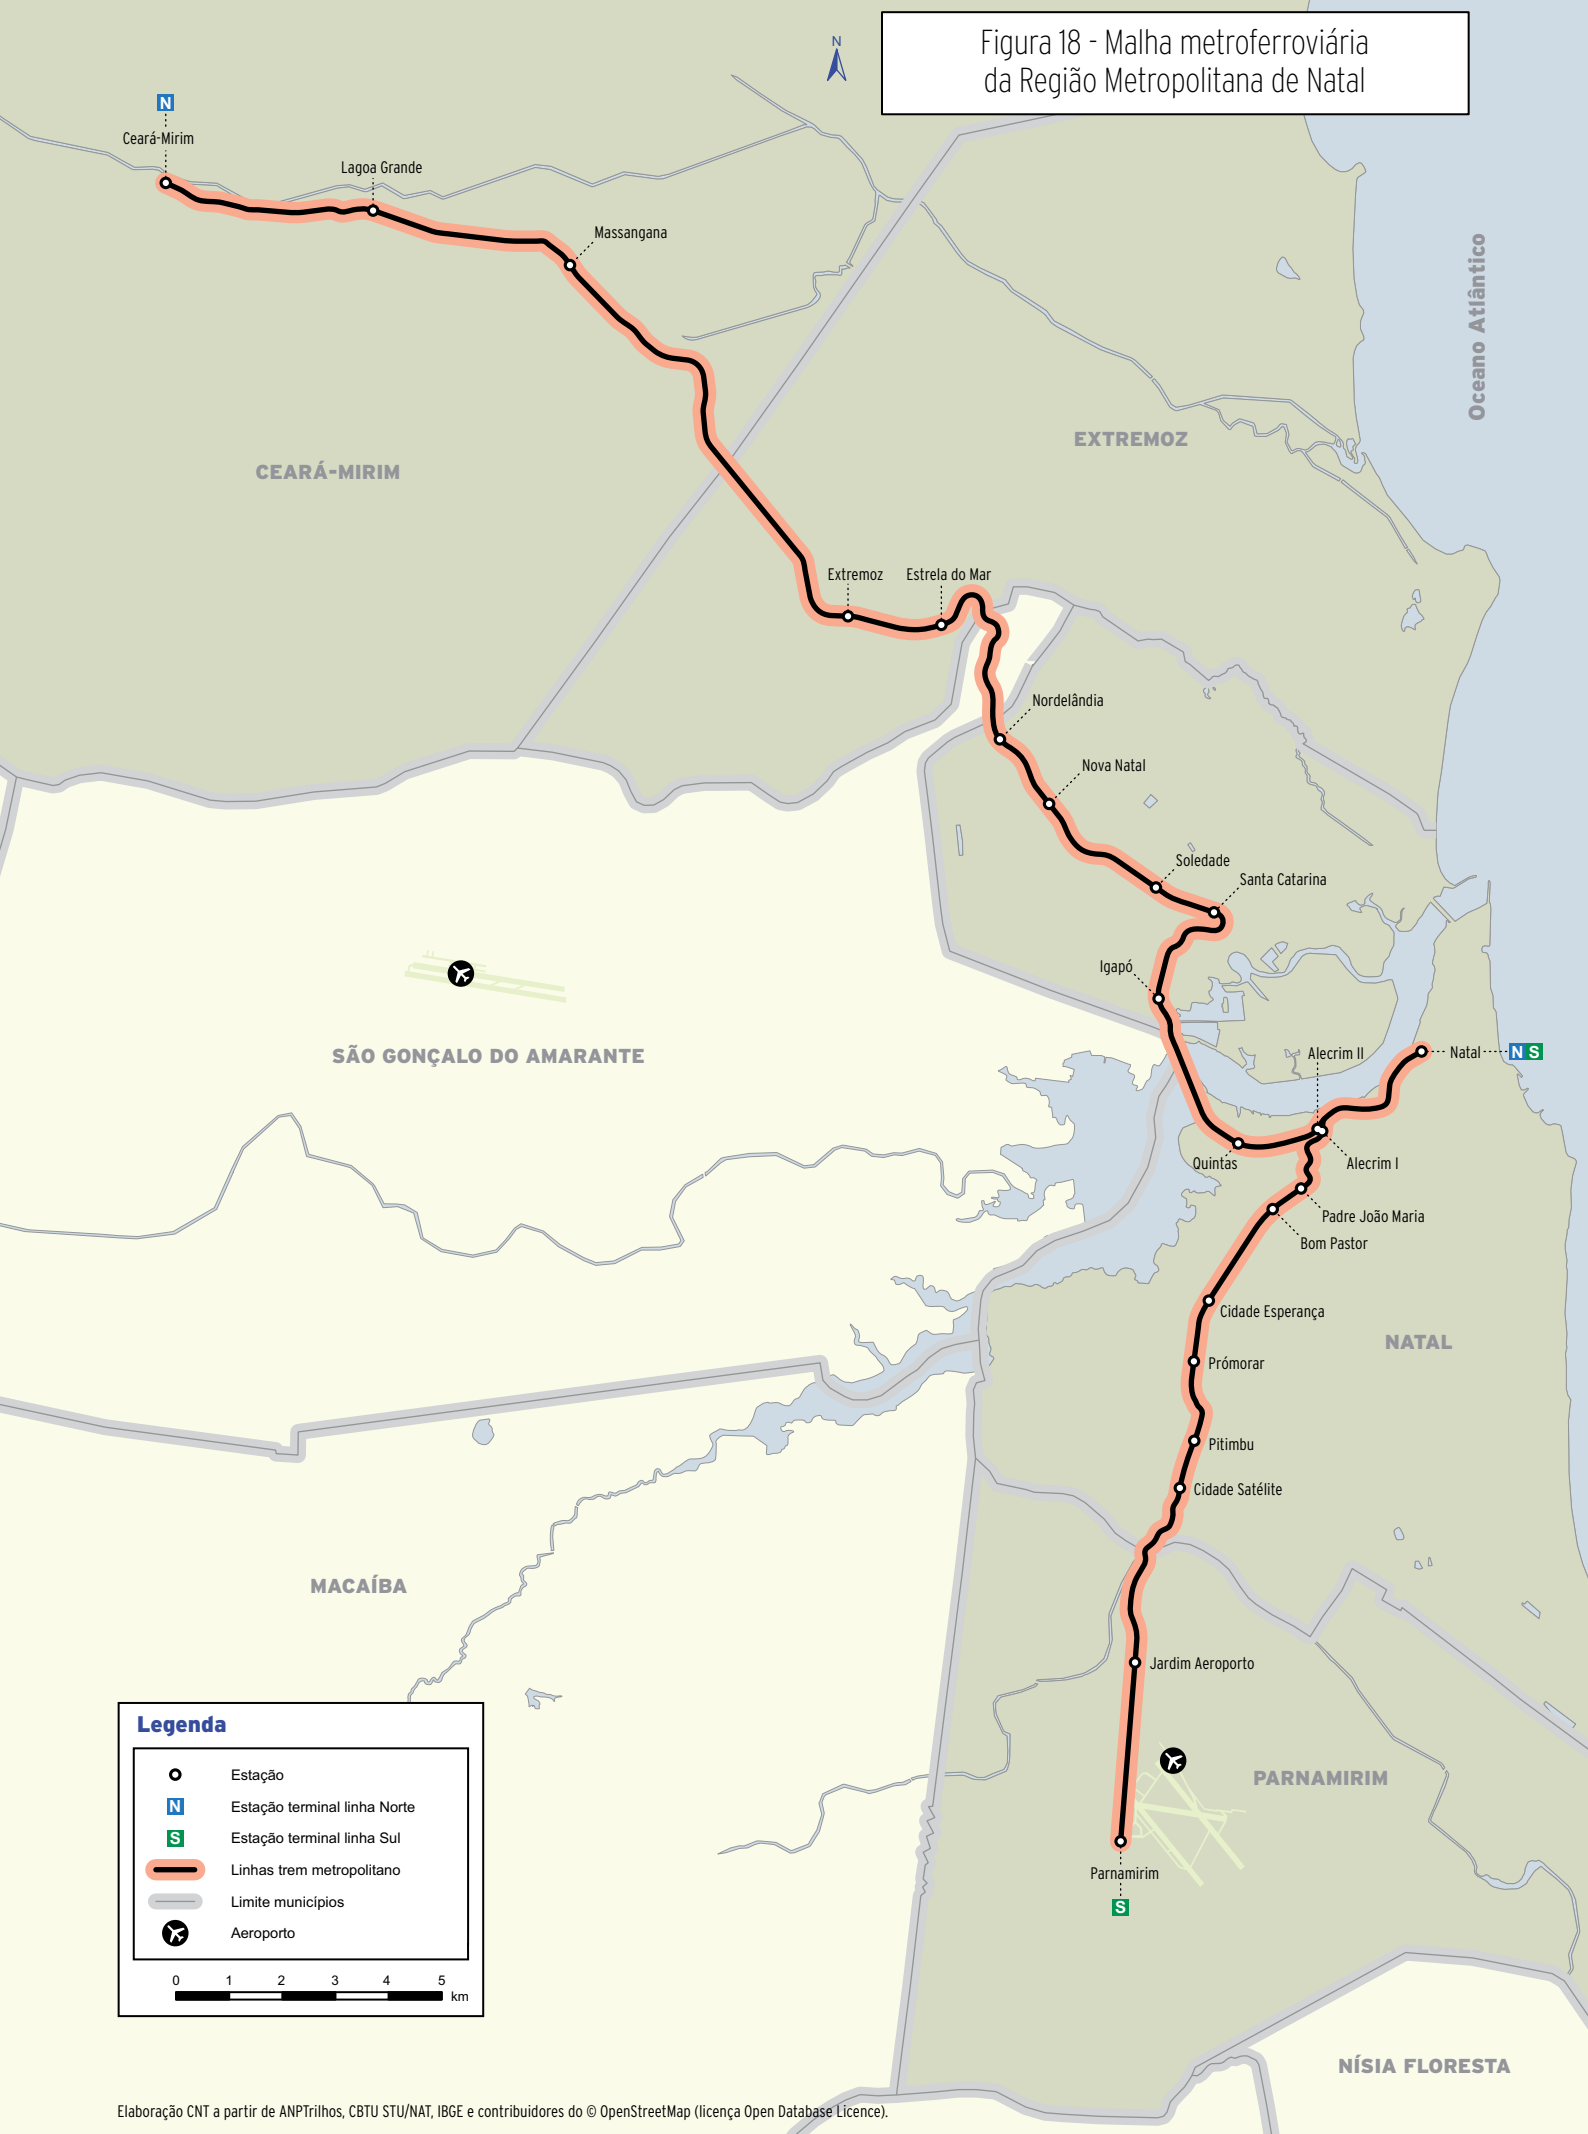 Figura 18 - Malha metroferroviária
da Região Metropolitana de Natal
N
N
Ceará-Mirim
Lagoa Grande
Massangana
Oceano Atlântico
EXTREMOZ
CEARÁ-MIRIM
Extremoz
Estrela do Mar
Nordelândia
Nova Natal
Soledade
Santa Catarina
Igapó
SÃO GONÇALO DO AMARANTE
Alecrim II
Natal
N S
Quintas
Alecrim I
Padre João Maria
Bom Pastor
Cidade Esperança
NATAL
Prómorar
Pitimbu
Cidade Satélite
MACAÍBA
Jardim Aeroporto
PARNAMIRIM
Parnamirim
S
Legenda
Estação
N Estação terminal linha Norte
S Estação terminal linha Sul
Linhas trem metropolitano
Limite municípios
Aeroporto
0 1 2 3 4 5
km
NÍSIA FLORESTA
Elaboração CNT a partir de ANPTrilhos, CBTU STU/NAT, IBGE e contribuidores do © OpenStreetMap (licença Open Database Licence).